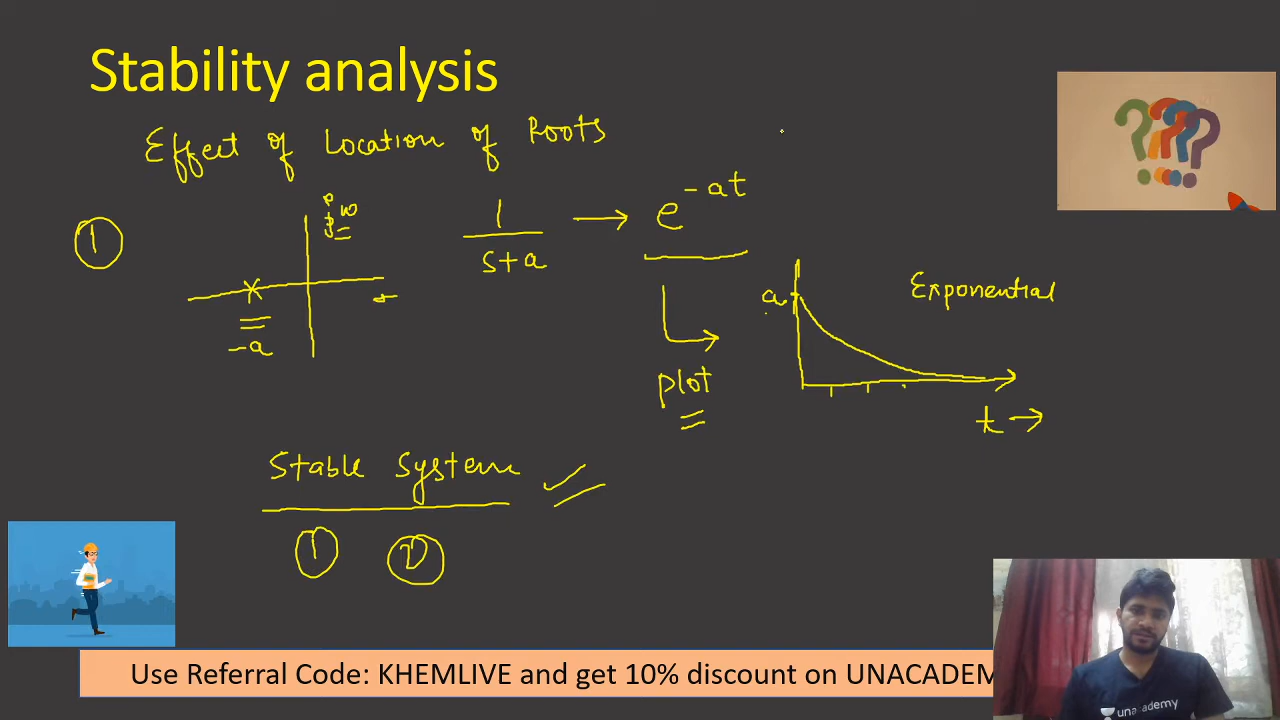 Stability analysis
Effect of Location of Roots
①
jω
1
s+a
→ e^-at
-a
a
Exponential
plot
t →
Stable System
① ②
Use Referral Code: KHEMLIVE and get 10% discount on UNACADEM
unacademy